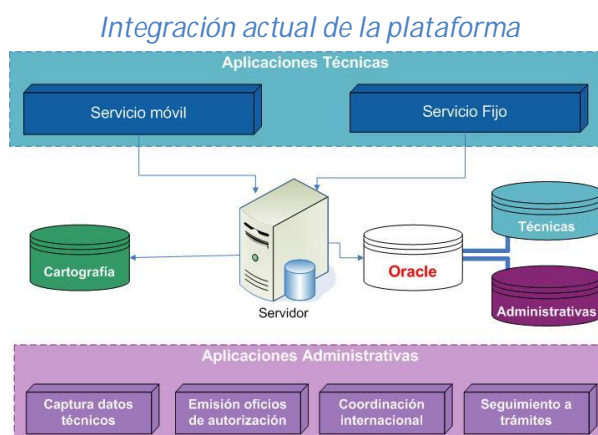 Integración actual de la plataforma
Aplicaciones Técnicas
Servicio móvil
Servicio Fijo
Técnicas
Cartografía
Oracle
Servidor
Administrativas
Aplicaciones Administrativas
Captura datos
técnicos
Emisión oficios
de autorización
Coordinación
internacional
Seguimiento a
trámites